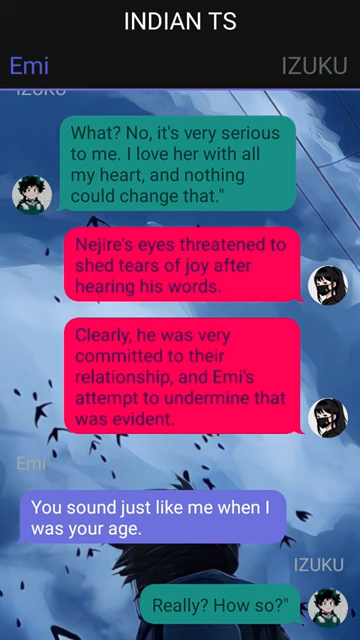 INDIAN TS
Emi
IZUKU
IZUKU
What? No, it's very serious
to me. I love her with all
my heart, and nothing
could change that."
Nejire's eyes threatened to
shed tears of joy after
hearing his words.
Clearly, he was very
committed to their
relationship, and Emi's
attempt to undermine that
was evident.
Emi
You sound just like me when I
was your age.
IZUKU
Really? How so?"